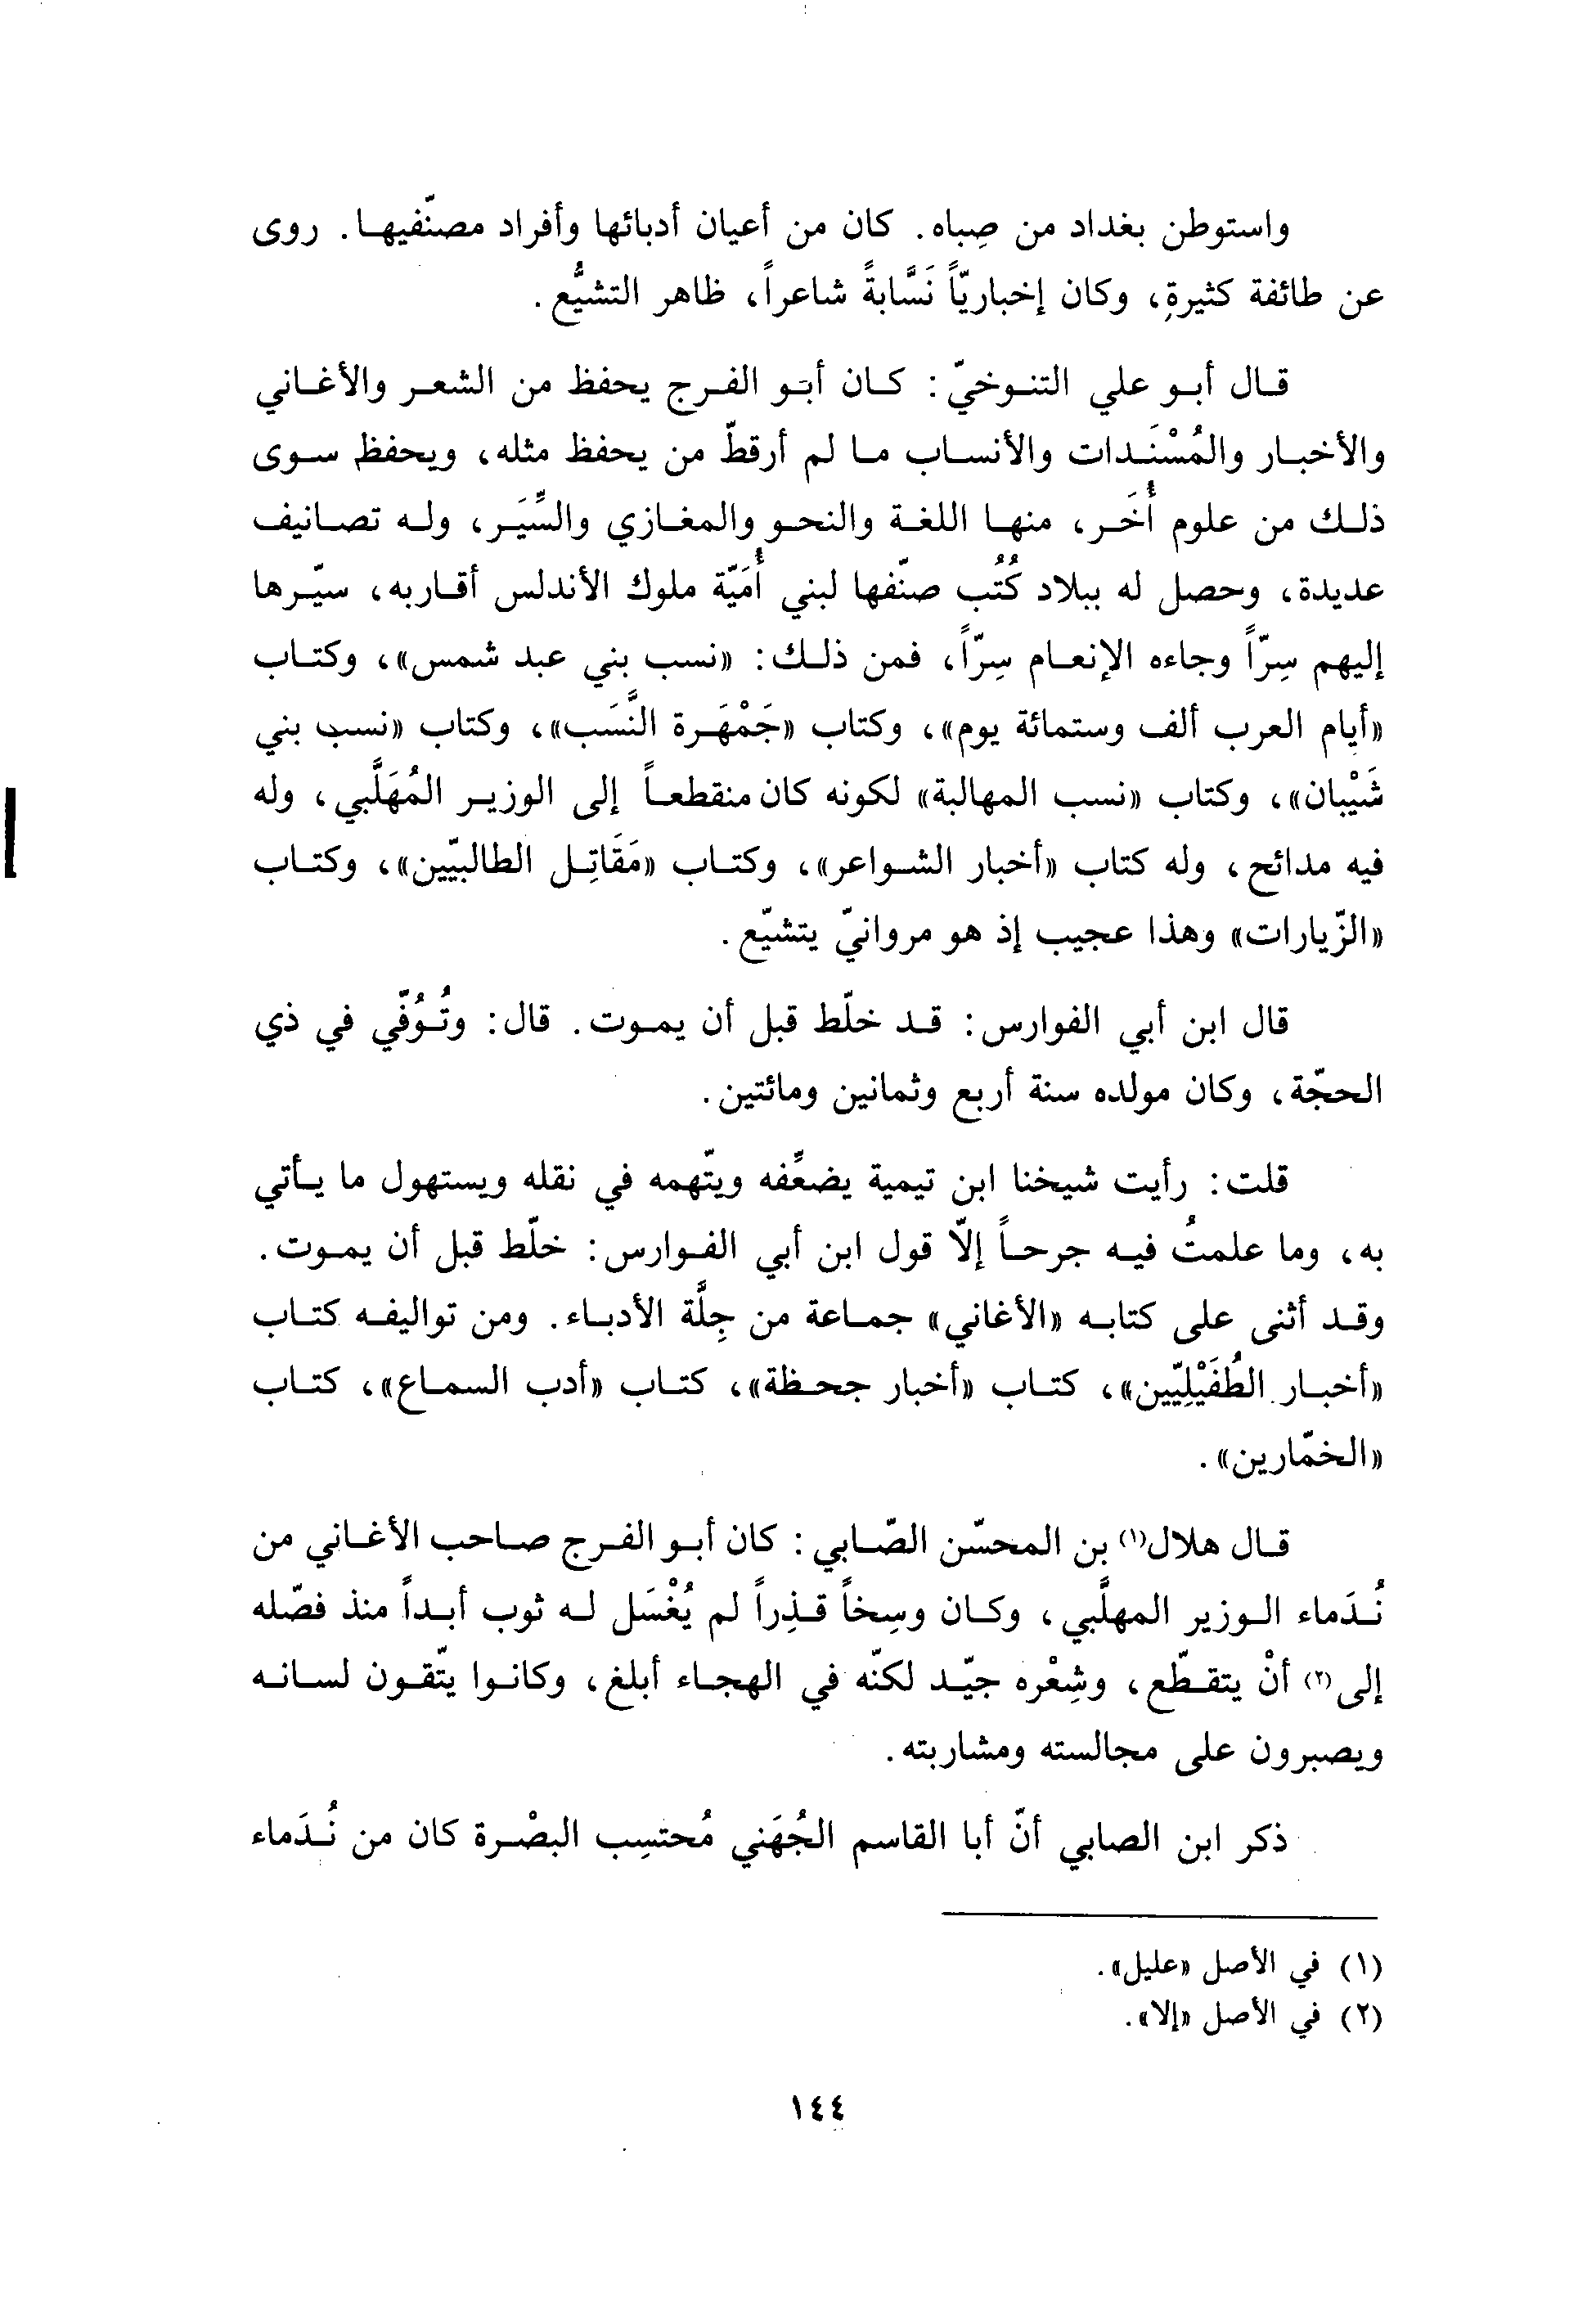 واستوطن بغداد من صِباه. كان من أعيان أدبائها وأفراد مصنّفيها. روى
عن طائفة كثيرةٍ، وكان إخباريّاً نَسَّابةً شاعراً، ظاهر التشيُّع.
قال أبو علي التنوخيّ: كان أبو الفرج يحفظ من الشعر والأغاني
والأخبار والمُسْنَدات والأنساب ما لم أرقطّ من يحفظ مثله، ويحفظ سوى
ذلك من علوم أُخَر، منها اللغة والنحو والمغازي والسِّيَر، وله تصانيف
عديدة، وحصل له ببلاد كُتُب صنّفها لبني أُمَيّة ملوك الأندلس أقاربه، سيّرها
إليهم سِرّاً وجاءه الإنعام سِرّاً، فمن ذلك: «نسب بني عبد شمس»، وكتاب
«أيام العرب ألف وستمائة يوم»، وكتاب «جَمْهَرة النَّسَب»، وكتاب «نسب بني
شَيْبان»، وكتاب «نسب المهالبة» لكونه كان منقطعاً إلى الوزير المُهَلَّبي، وله
فيه مدائح، وله كتاب «أخبار الشواعر»، وكتاب «مَقَاتِل الطالبيّين»، وكتاب
«الزّيارات» وهذا عجيب إذ هو مروانيّ يتشيّع.
قال ابن أبي الفوارس: قد خلّط قبل أن يموت. قال: وتُوُفّي في ذي
الحجّة، وكان مولده سنة أربع وثمانين ومائتين.
قلت: رأيت شيخنا ابن تيمية يضعِّفه ويتّهمه في نقله ويستهول ما يأتي
به، وما علمتُ فيه جرحاً إلّا قول ابن أبي الفوارس: خلّط قبل أن يموت.
وقد أثنى على كتابه «الأغاني» جماعة من جِلَّة الأدباء. ومن تواليفه كتاب
«أخبار الطُفَيْلِيّين»، كتاب «أخبار جحظة»، كتاب «أدب السماع»، كتاب
«الخمّارين».
قال هلال(١) بن المحسّن الصّابي: كان أبو الفرج صاحب الأغاني من
نُدَماء الوزير المهلَّبي، وكان وسِخاً قذِراً لم يُغْسَل له ثوب أبداً منذ فصّله
إلى(٢) أنْ يتقطّع، وشِعْره جيّد لكنّه في الهجاء أبلغ، وكانوا يتّقون لسانه
ويصبرون على مجالسته ومشاربته.
ذكر ابن الصابي أنّ أبا القاسم الجُهَني مُحتسِب البصْرة كان من نُدَماء
(١) في الأصل «عليل».
(٢) في الأصل «إلا».
١٤٤